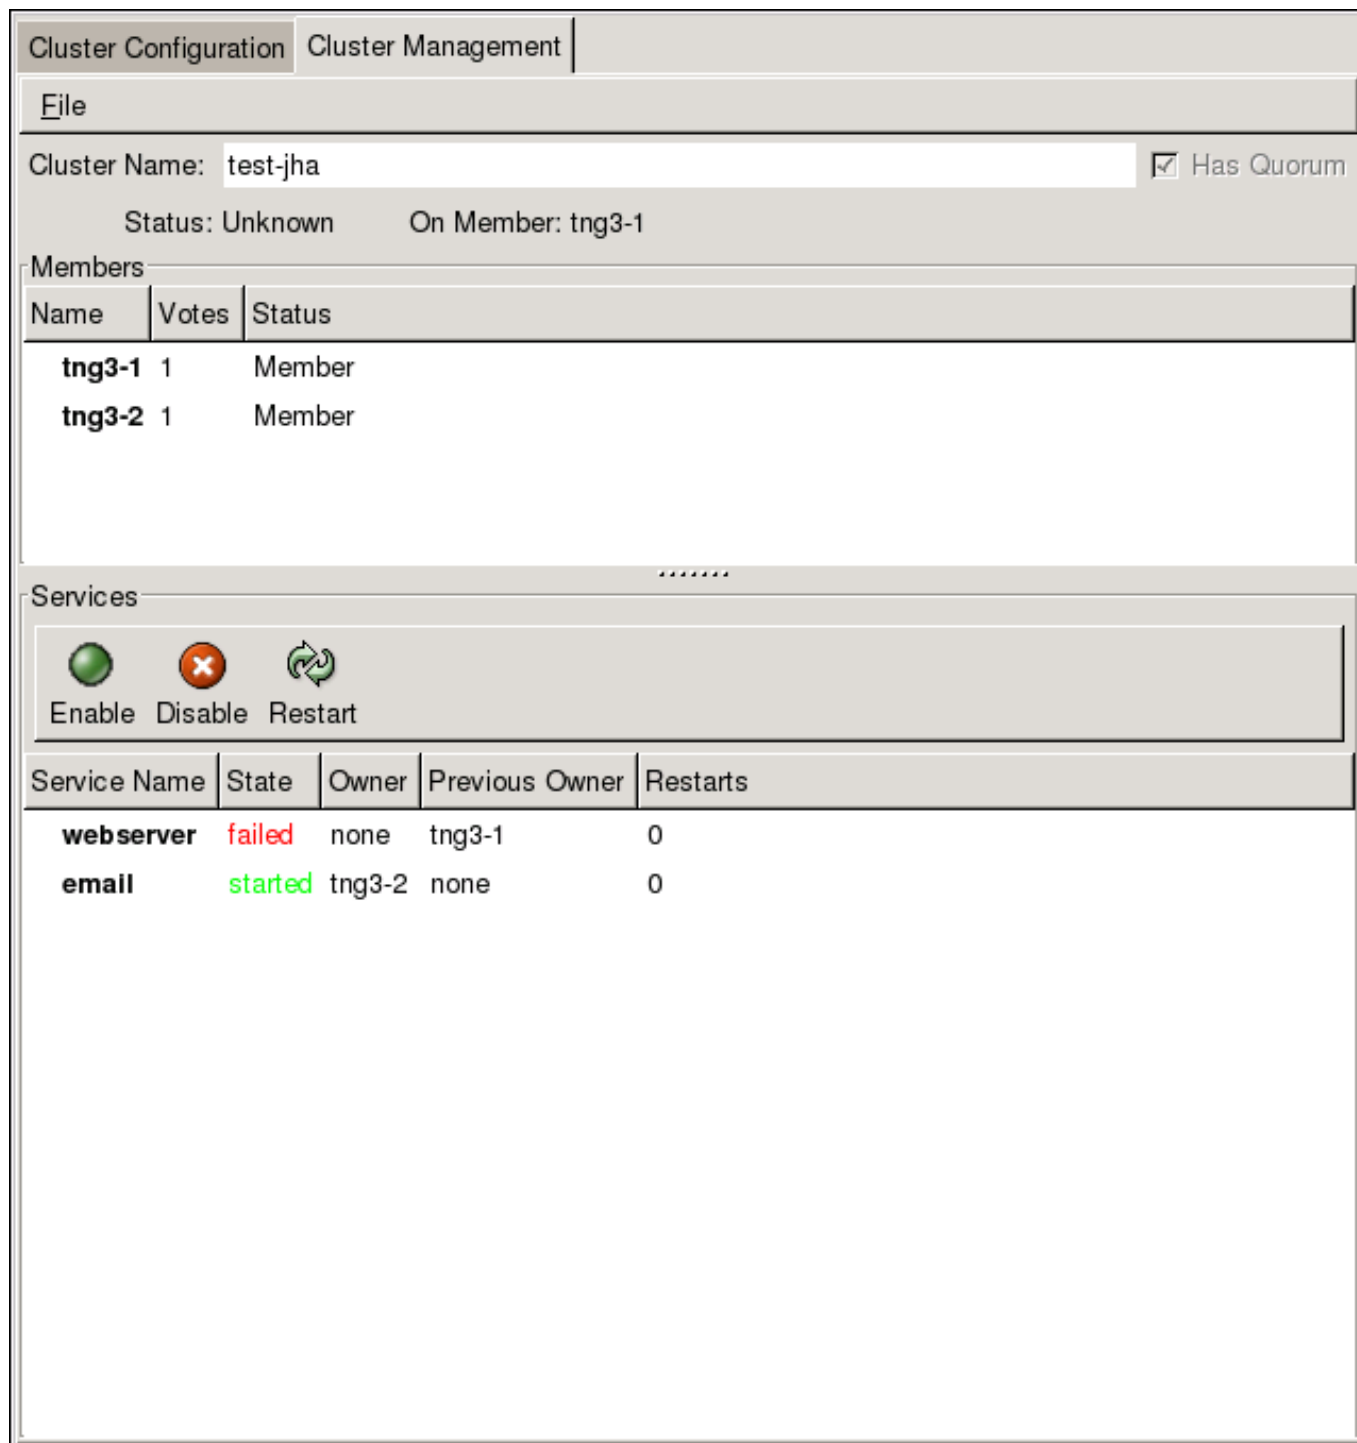 Cluster Configuration Cluster Management
File
Cluster Name: test-jha Has Quorum
Status: Unknown On Member: tng3-1
Members
Name Votes Status
tng3-1 1 Member
tng3-2 1 Member
Services
Enable Disable Restart
Service Name State Owner Previous Owner Restarts
webserver failed none tng3-1 0
email started tng3-2 none 0